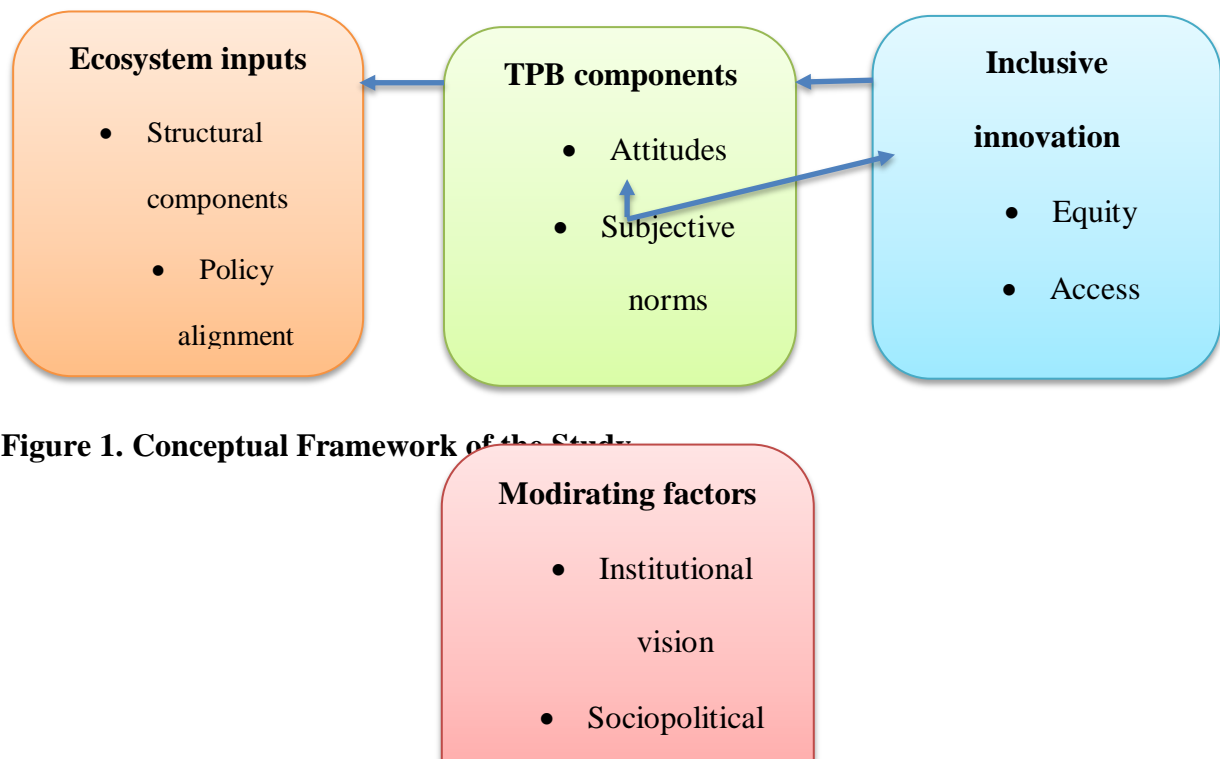 Ecosystem inputs
• Structural
components
• Policy
alignment
TPB components
• Attitudes
• Subjective
norms
Inclusive
innovation
• Equity
• Access
Figure 1. Conceptual Framework of the Study
Modirating factors
• Institutional
vision
• Sociopolitical